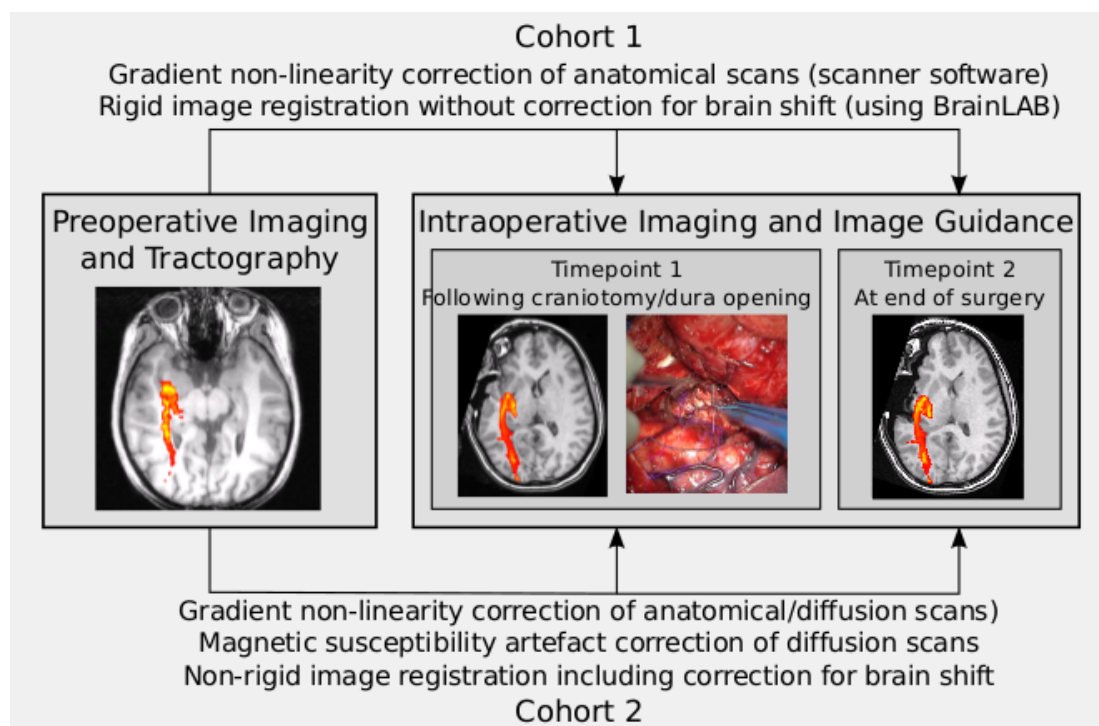 Cohort 1
Gradient non-linearity correction of anatomical scans (scanner software)
Rigid image registration without correction for brain shift (using BrainLAB)
Preoperative Imaging
and Tractography
Intraoperative Imaging and Image Guidance
Timepoint 1
Following craniotomy/dura opening
Timepoint 2
At end of surgery
Gradient non-linearity correction of anatomical/diffusion scans)
Magnetic susceptibility artefact correction of diffusion scans
Non-rigid image registration including correction for brain shift
Cohort 2